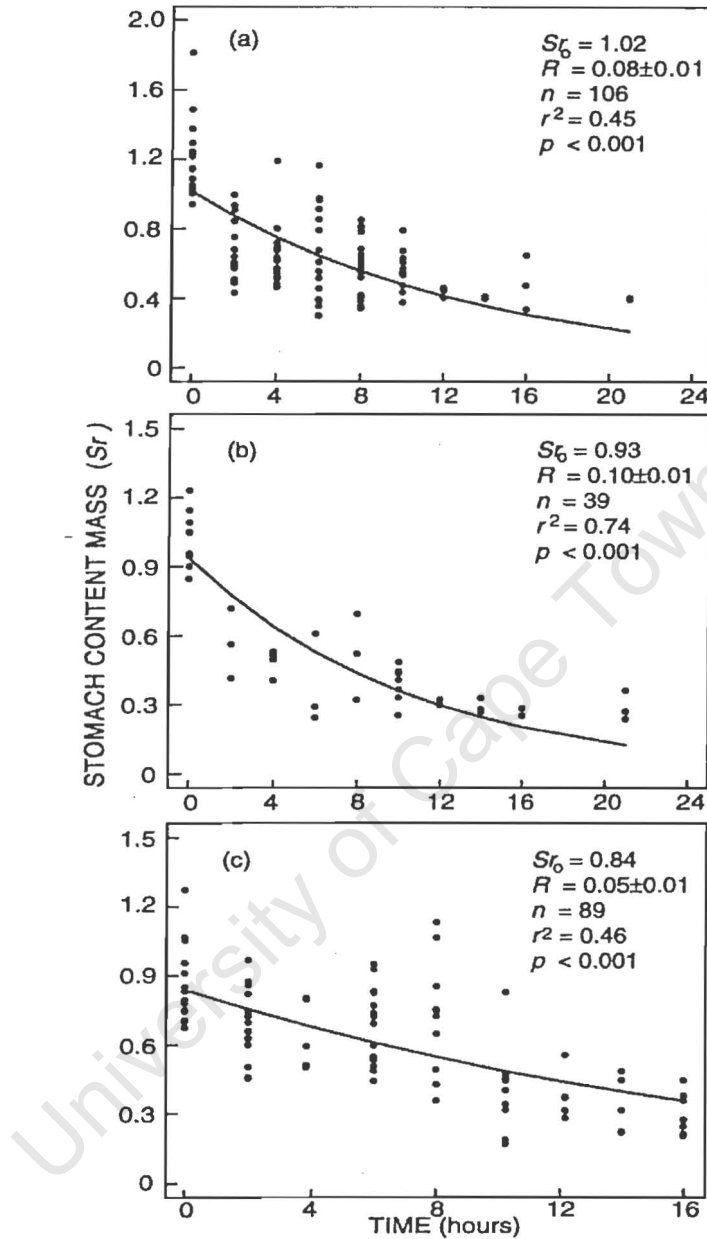 (a)
Sr₀ = 1.02
R = 0.08±0.01
n = 106
r² = 0.45
p < 0.001
2.0
1.6
1.2
0.8
0.4
0
0 4 8 12 16 20 24
STOMACH CONTENT MASS (Sr)
(b)
Sr₀ = 0.93
R = 0.10±0.01
n = 39
r² = 0.74
p < 0.001
1.5
1.2
0.9
0.6
0.3
0
0 4 8 12 16 20 24
(c)
Sr₀ = 0.84
R = 0.05±0.01
n = 89
r² = 0.46
p < 0.001
1.5
1.2
0.9
0.6
0.3
0
0 4 8 12 16
TIME (hours)
University of Cape Town